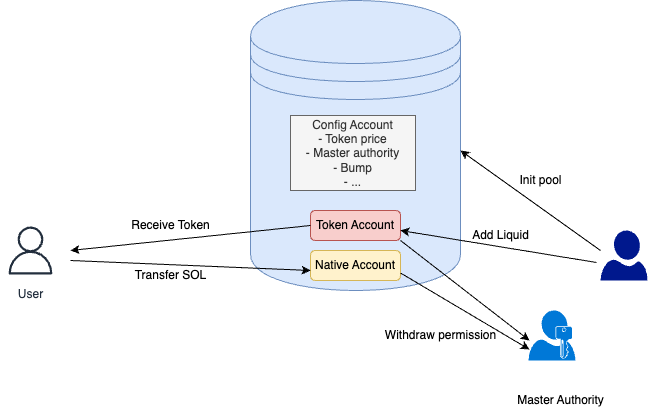 Config Account
- Token price
- Master authority
- Bump
- ...
Init pool
Receive Token
Token Account
Add Liquid
Transfer SOL
Native Account
User
Withdraw permission
Master Authority